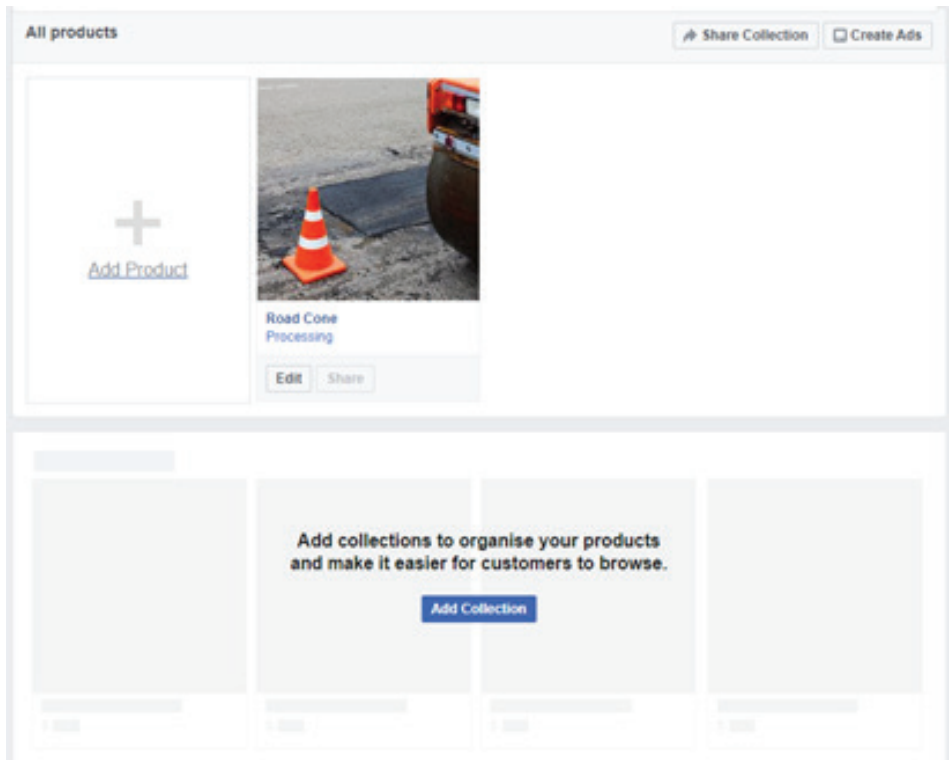 All products
Share Collection
Create Ads
Add Product
Road Cone
Processing
Edit
Share
Add collections to organise your products
and make it easier for customers to browse.
Add Collection